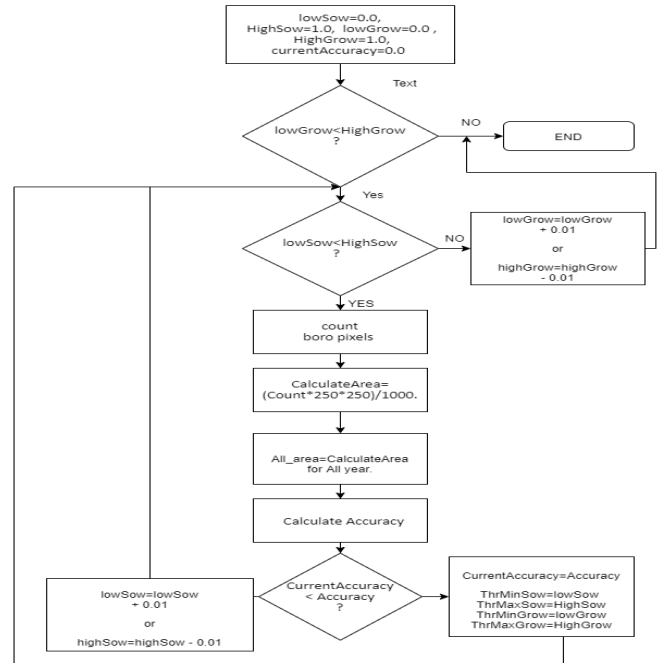 lowSow=0.0,
HighSow=1.0, lowGrow=0.0 ,
HighGrow=1.0,
currentAccuracy=0.0
Text
lowGrow<HighGrow
?
NO
END
Yes
lowSow<HighSow
?
NO
lowGrow=lowGrow
+ 0.01
or
highGrow=highGrow
- 0.01
YES
count
boro pixels
CalculateArea=
(Count*250*250)/1000.
All_area=CalculateArea
for All year.
Calculate Accuracy
CurrentAccuracy
< Accuracy
?
lowSow=lowSow
+ 0.01
or
highSow=highSow - 0.01
CurrentAccuracy=Accuracy
ThrMinSow=lowSow
ThrMaxSow=HighSow
ThrMinGrow=lowGrow
ThrMaxGrow=HighGrow